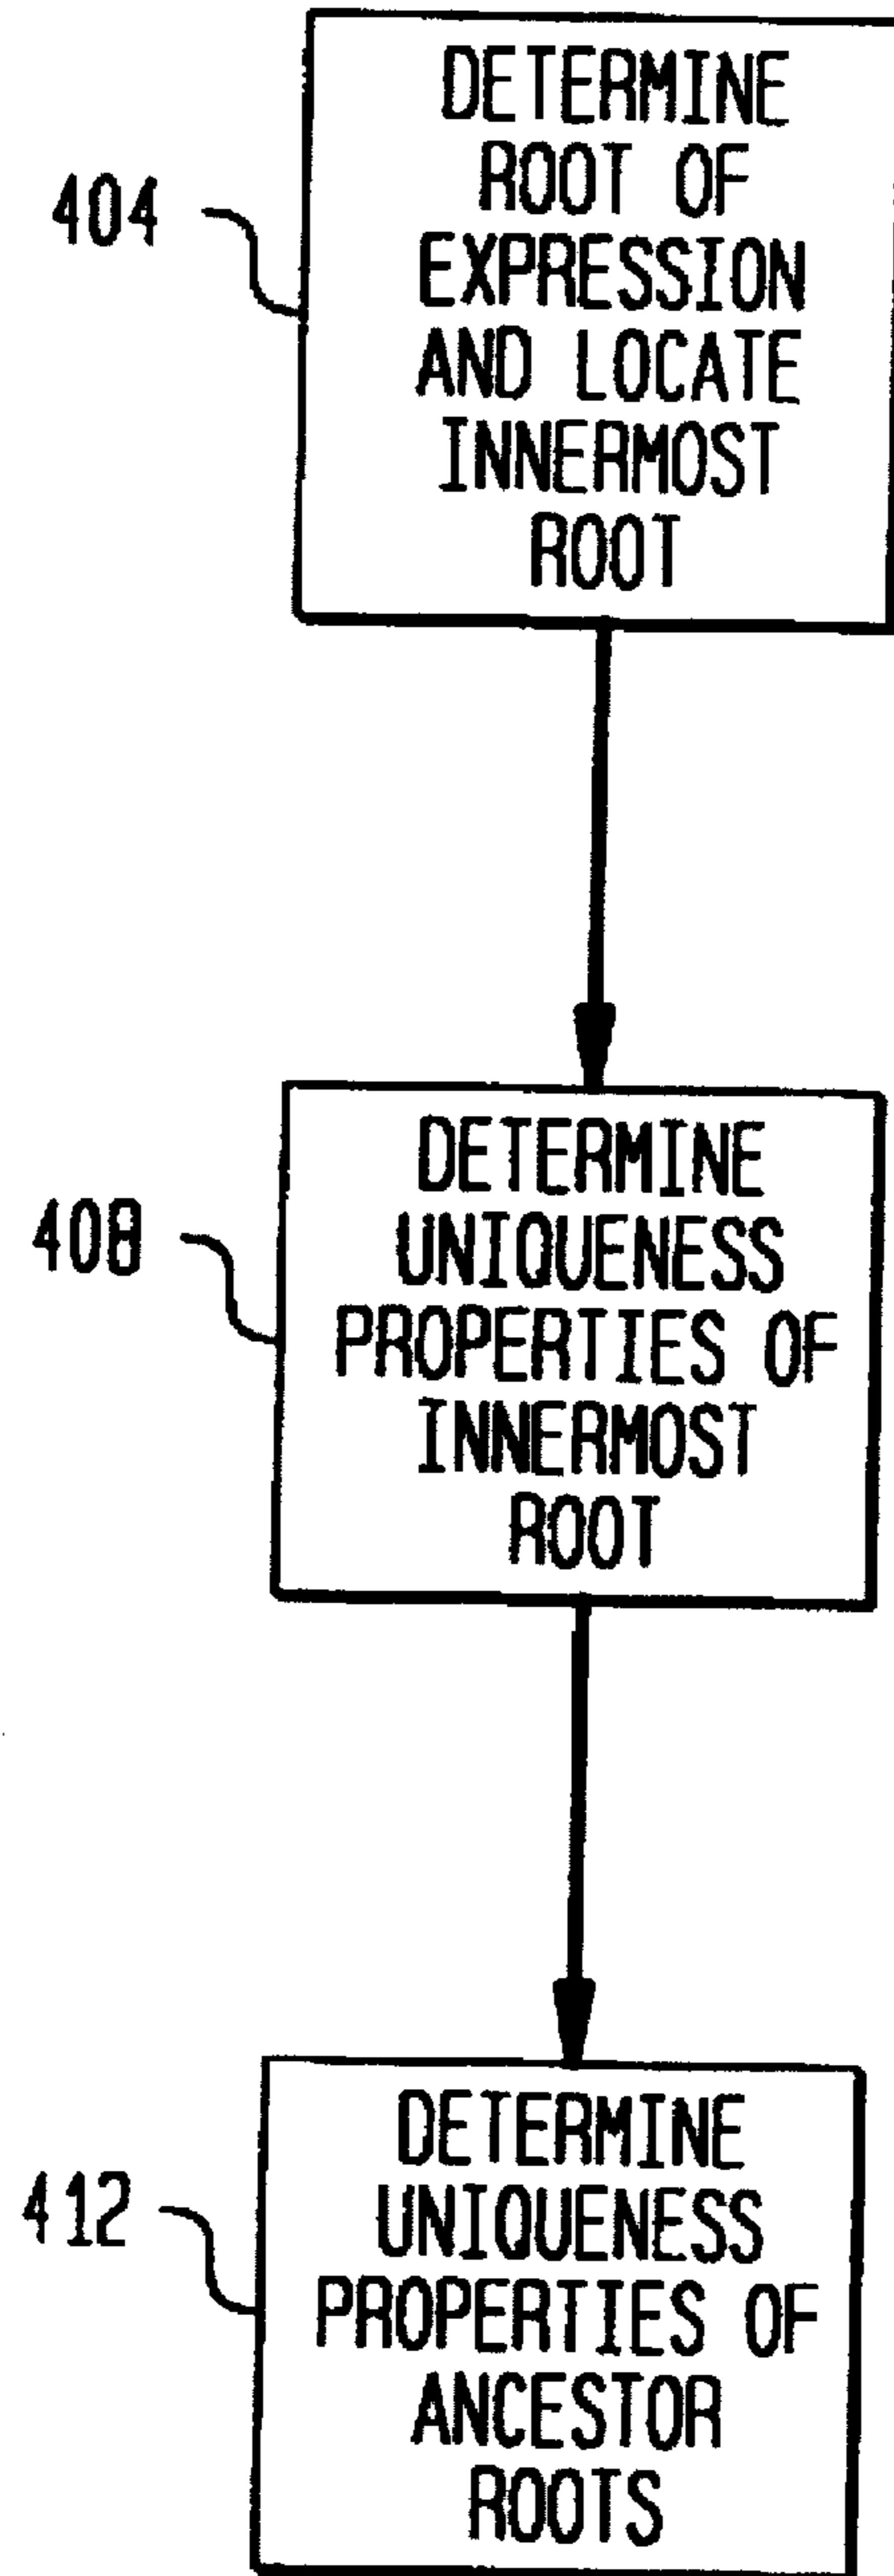 404
DETERMINE
ROOT OF
EXPRESSION
AND LOCATE
INNERMOST
ROOT
408
DETERMINE
UNIQUENESS
PROPERTIES OF
INNERMOST
ROOT
412
DETERMINE
UNIQUENESS
PROPERTIES OF
ANCESTOR
ROOTS